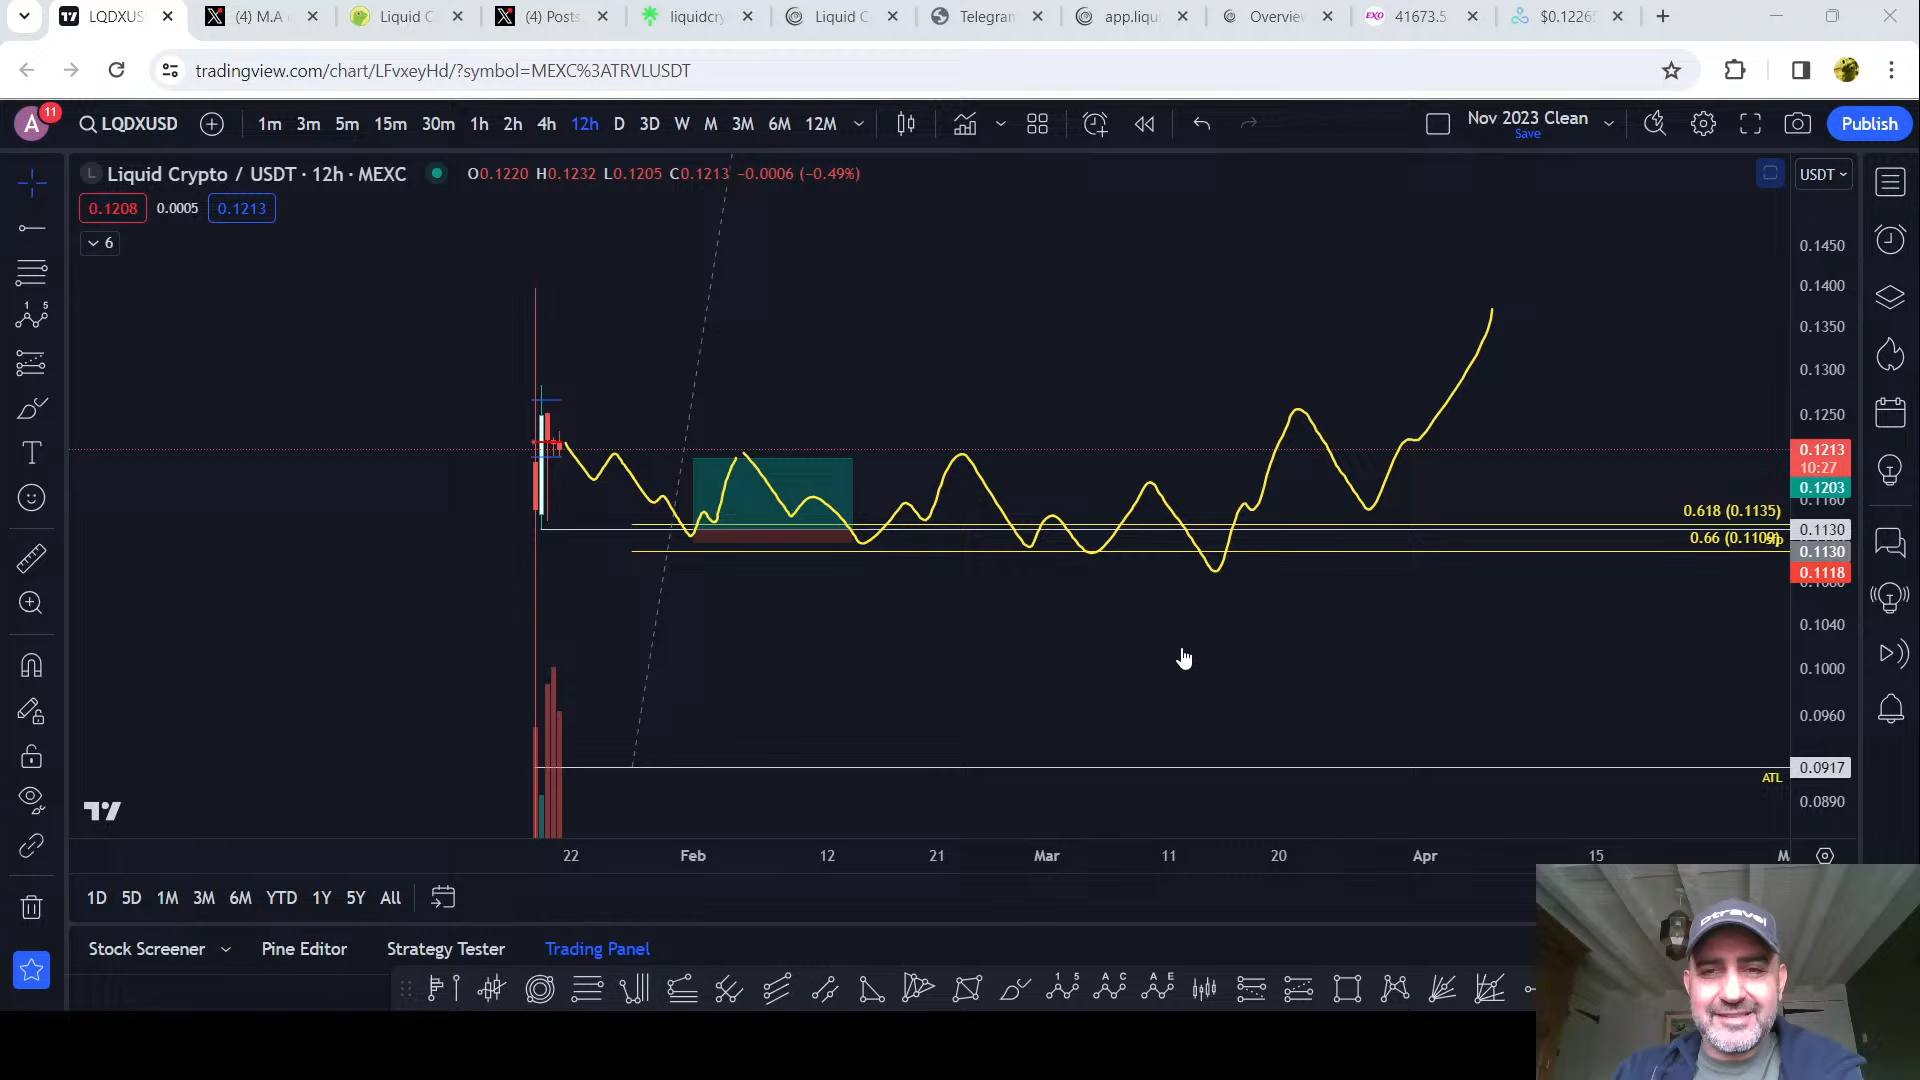 LQDXUS
(4) M.A
Liquid C
(4) Posts
liquidcry
Liquid C
Telegram
app.liqu
Overview
EXO 41673.5
$0.1226
tradingview.com/chart/LFvxeyHd/?symbol=MEXC%3ATRVLUSDT
A 11 LQDXUSD 1m 3m 5m 15m 30m 1h 2h 4h 12h D 3D W M 3M 6M 12M Nov 2023 Clean Save Publish
L Liquid Crypto / USDT · 12h · MEXC O0.1220 H0.1232 L0.1205 C0.1213 −0.0006 (−0.49%) USDT
0.1208 0.0005 0.1213
6
0.1450
0.1400
0.1350
0.1300
0.1250
0.1213
10:27
0.1203
0.1160
0.618 (0.1135)
0.1130
0.66 (0.1109)
0.1130
0.1118
0.1040
0.1000
0.0960
0.0917
ATL
0.0890
22 Feb 12 21 Mar 11 20 Apr 15 M
1D 5D 1M 3M 6M YTD 1Y 5Y All
Stock Screener Pine Editor Strategy Tester Trading Panel
1 5 A C A E
dtravel